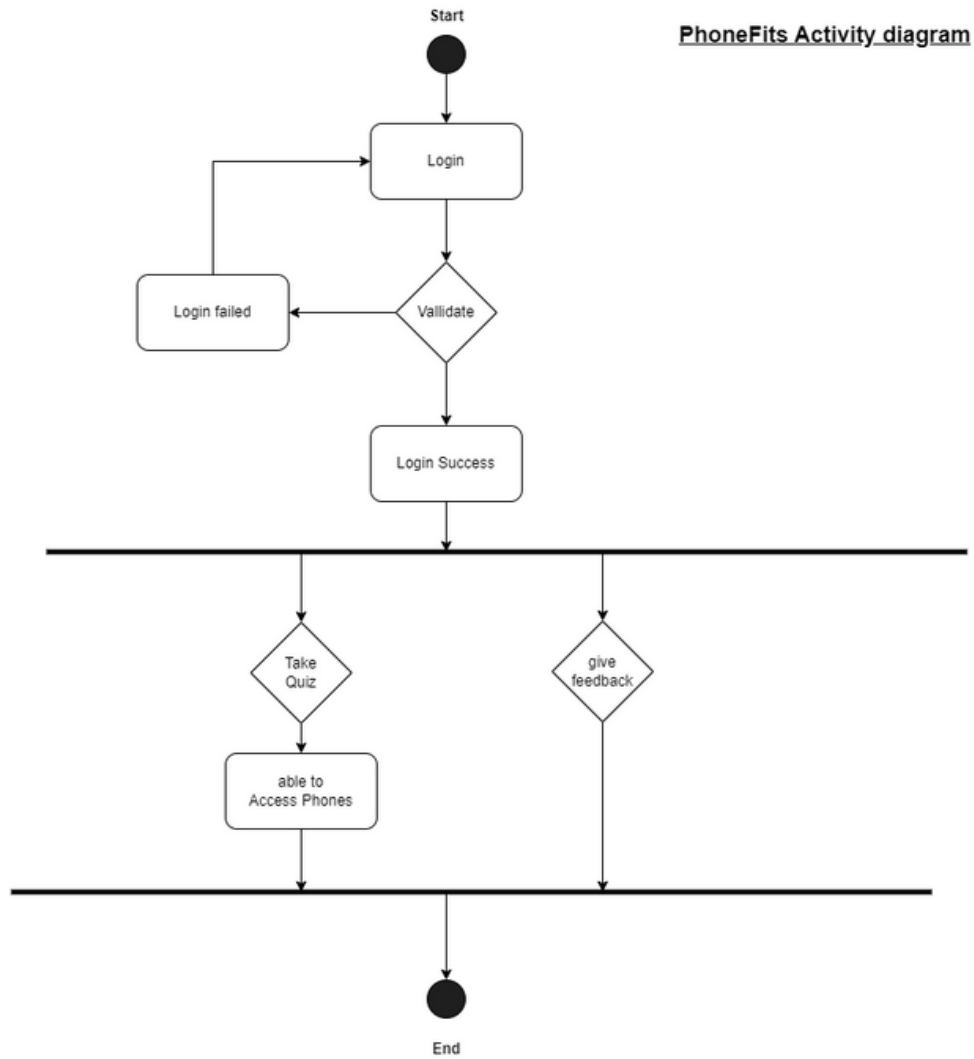 Start
PhoneFits Activity diagram
Login
Login failed
Vallidate
Login Success
Take
Quiz
give
feedback
able to
Access Phones
End